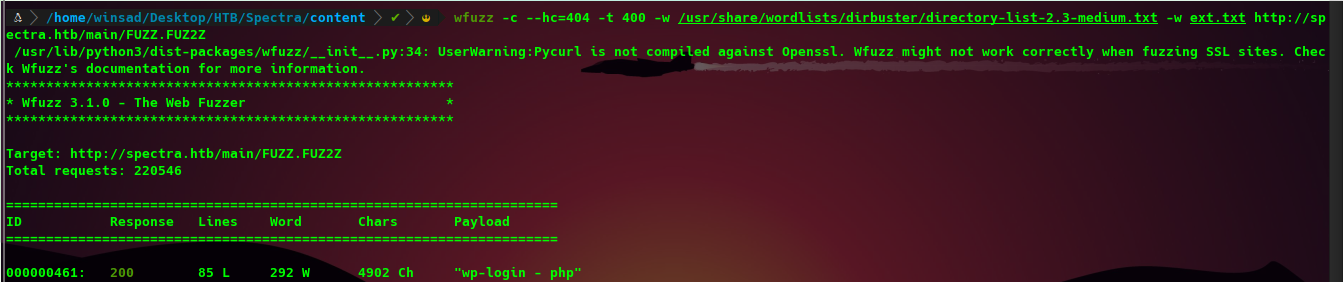 /home/winsad/Desktop/HTB/Spectra/content ✔ wfuzz -c --hc=404 -t 400 -w /usr/share/wordlists/dirbuster/directory-list-2.3-medium.txt -w ext.txt http://sp
ectra.htb/main/FUZZ.FUZ2Z
/usr/lib/python3/dist-packages/wfuzz/__init__.py:34: UserWarning:Pycurl is not compiled against Openssl. Wfuzz might not work correctly when fuzzing SSL sites. Chec
k Wfuzz's documentation for more information.
********************************************************
* Wfuzz 3.1.0 - The Web Fuzzer                         *
********************************************************
Target: http://spectra.htb/main/FUZZ.FUZ2Z
Total requests: 220546
=====================================================================
ID           Response   Lines    Word       Chars       Payload
=====================================================================
000000461:   200        85 L     292 W      4902 Ch     "wp-login - php"